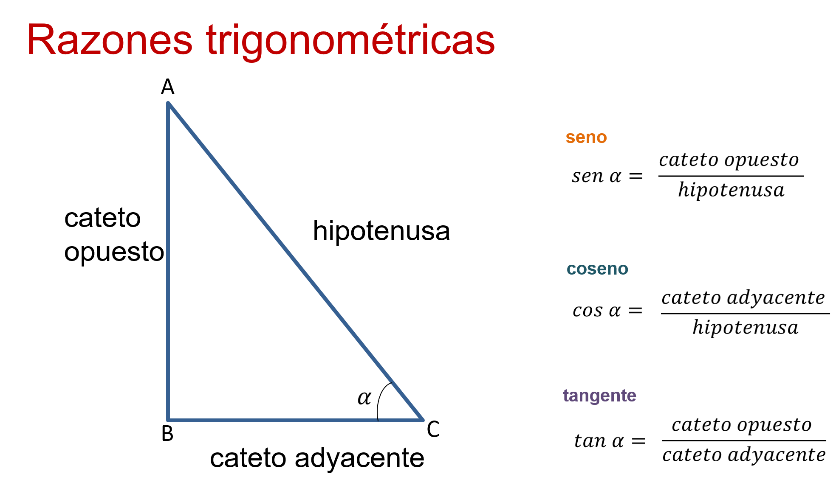 Razones trigonométricas
A
cateto
opuesto
hipotenusa
α
B
C
cateto adyacente
seno
sen α = cateto opuesto / hipotenusa
coseno
cos α = cateto adyacente / hipotenusa
tangente
tan α = cateto opuesto / cateto adyacente